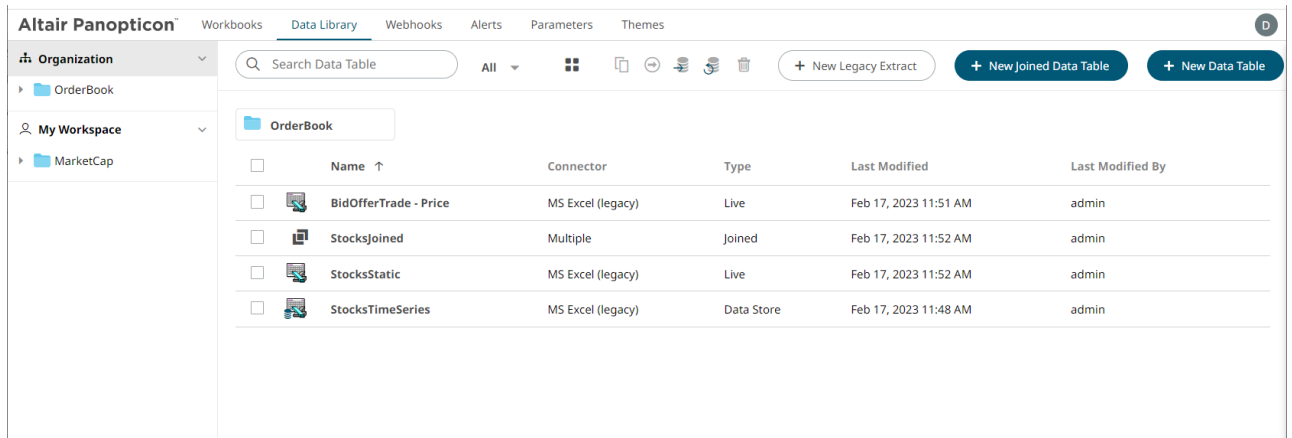 Altair Panopticon™ Workbooks Data Library Webhooks Alerts Parameters Themes D
Organization
OrderBook
My Workspace
MarketCap
Search Data Table All + New Legacy Extract + New Joined Data Table + New Data Table
OrderBook
Name ↑ Connector Type Last Modified Last Modified By
BidOfferTrade - Price MS Excel (legacy) Live Feb 17, 2023 11:51 AM admin
StocksJoined Multiple Joined Feb 17, 2023 11:52 AM admin
StocksStatic MS Excel (legacy) Live Feb 17, 2023 11:52 AM admin
StocksTimeSeries MS Excel (legacy) Data Store Feb 17, 2023 11:48 AM admin